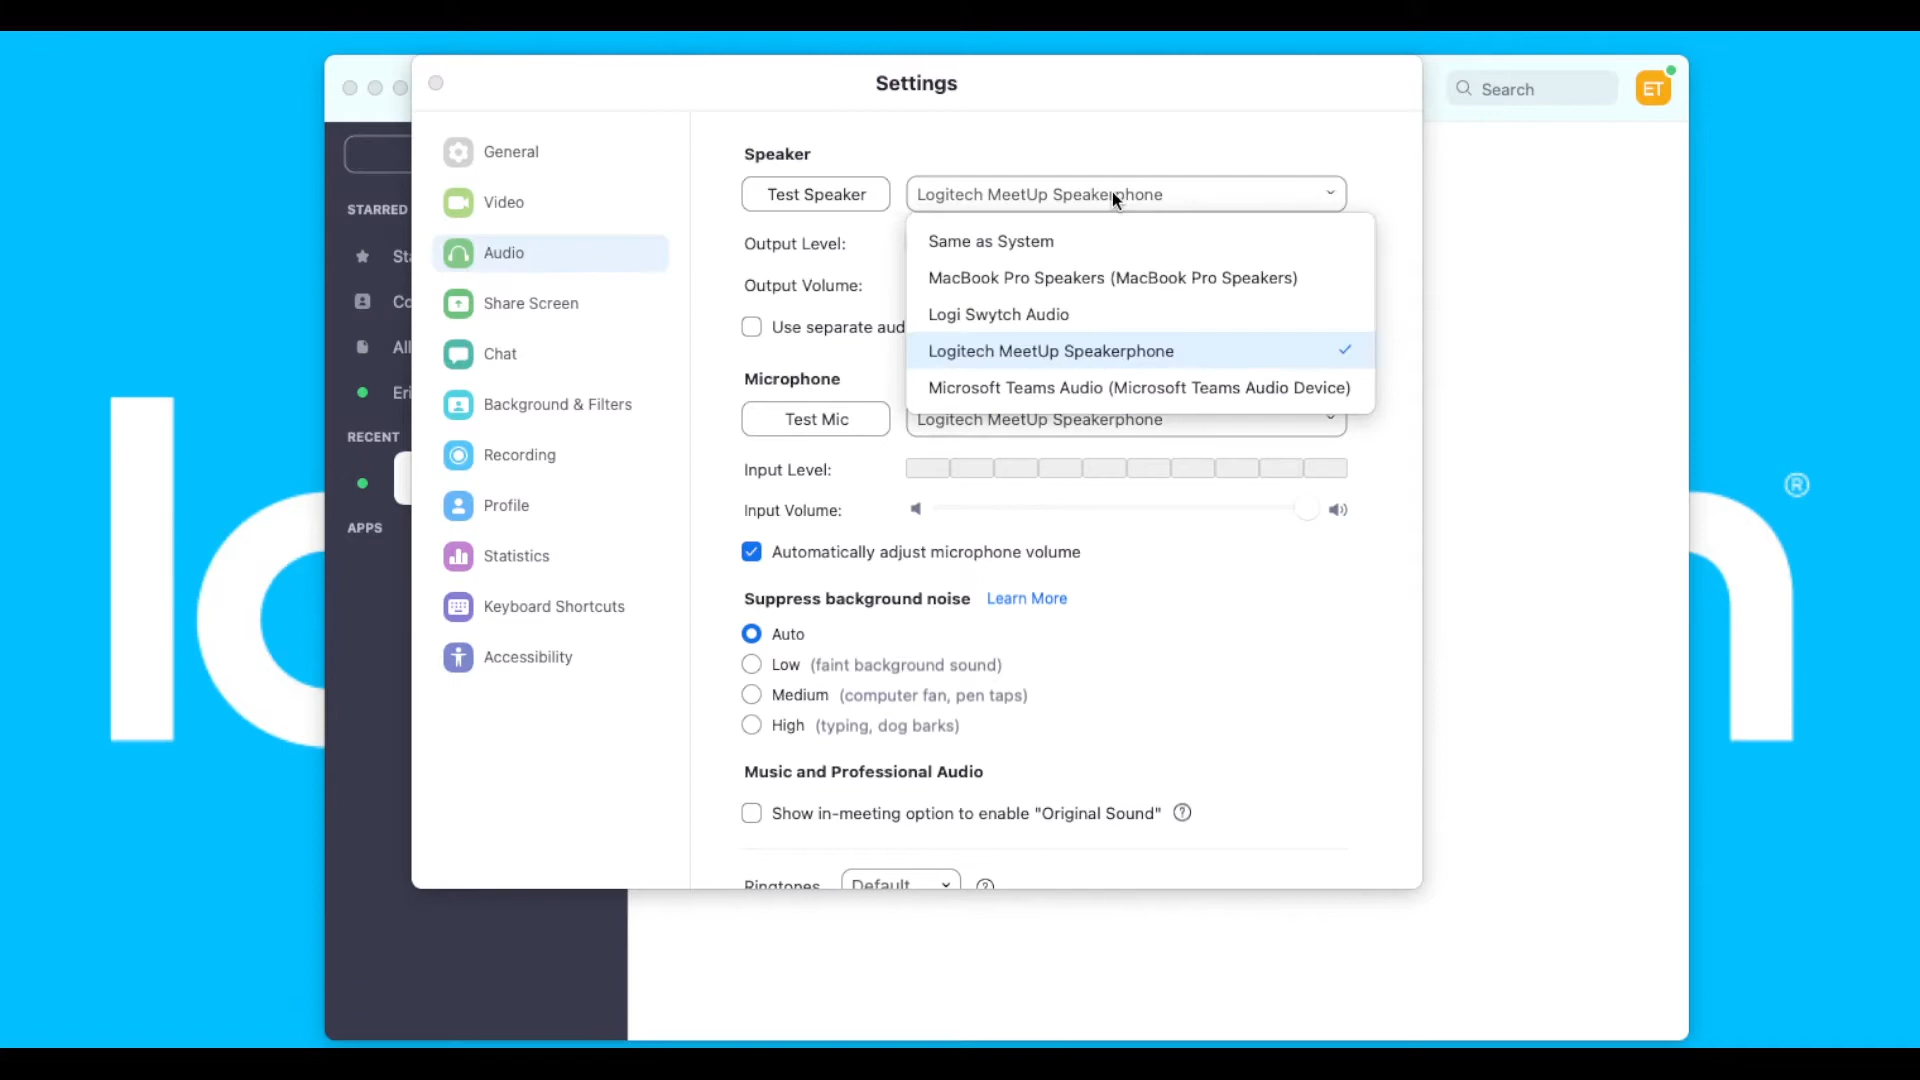 Settings
Search
ET
General
Video
Audio
Share Screen
Chat
Background & Filters
Recording
Profile
Statistics
Keyboard Shortcuts
Accessibility
STARRED
RECENT
APPS
Speaker
Test Speaker
Logitech MeetUp Speakerphone
Same as System
MacBook Pro Speakers (MacBook Pro Speakers)
Logi Swytch Audio
Logitech MeetUp Speakerphone
Microsoft Teams Audio (Microsoft Teams Audio Device)
Output Level:
Output Volume:
Use separate aud
Microphone
Test Mic
Logitech MeetUp Speakerphone
Input Level:
Input Volume:
Automatically adjust microphone volume
Suppress background noise Learn More
Auto
Low (faint background sound)
Medium (computer fan, pen taps)
High (typing, dog barks)
Music and Professional Audio
Show in-meeting option to enable "Original Sound"
Ringtones Default
®